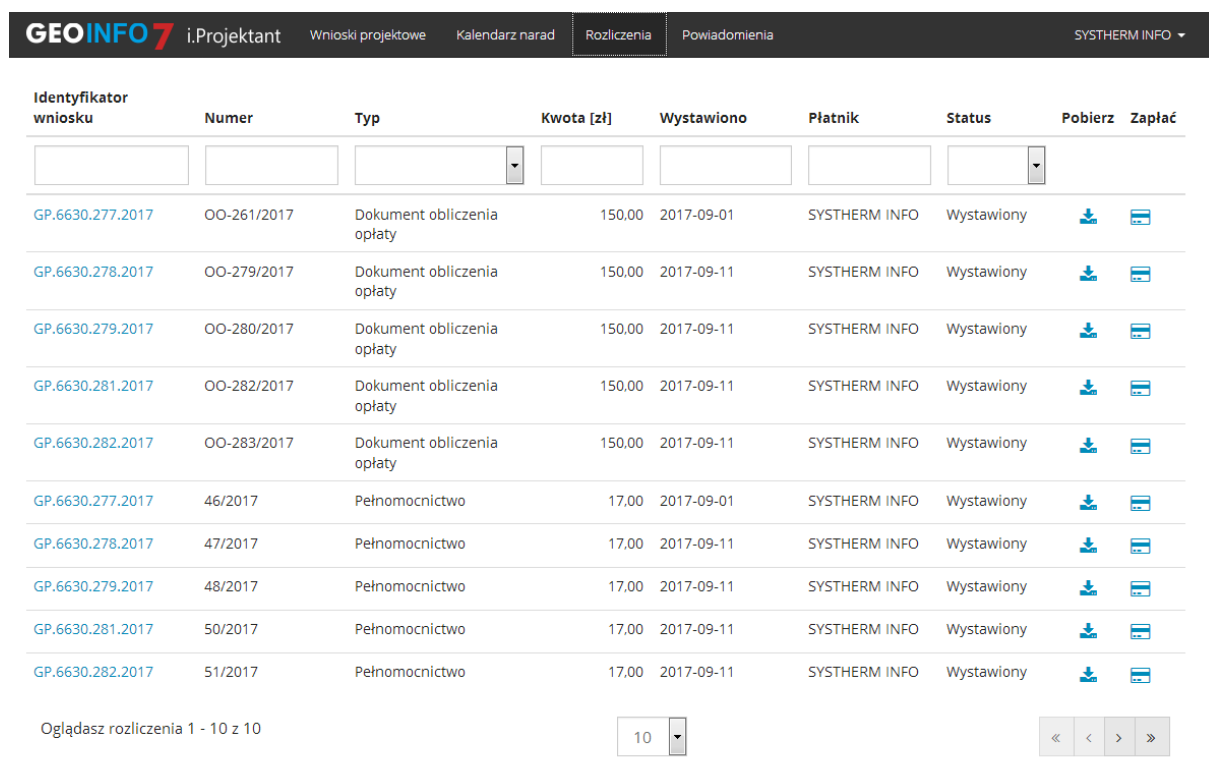 GEOINFO 7 i.Projektant Wnioski projektowe Kalendarz narad Rozliczenia Powiadomienia SYSTHERM INFO
Identyfikator
wniosku Numer Typ Kwota [zł] Wystawiono Płatnik Status Pobierz Zapłać
GP.6630.277.2017 OO-261/2017 Dokument obliczenia 150,00 2017-09-01 SYSTHERM INFO Wystawiony
opłaty
GP.6630.278.2017 OO-279/2017 Dokument obliczenia 150,00 2017-09-11 SYSTHERM INFO Wystawiony
opłaty
GP.6630.279.2017 OO-280/2017 Dokument obliczenia 150,00 2017-09-11 SYSTHERM INFO Wystawiony
opłaty
GP.6630.281.2017 OO-282/2017 Dokument obliczenia 150,00 2017-09-11 SYSTHERM INFO Wystawiony
opłaty
GP.6630.282.2017 OO-283/2017 Dokument obliczenia 150,00 2017-09-11 SYSTHERM INFO Wystawiony
opłaty
GP.6630.277.2017 46/2017 Pełnomocnictwo 17,00 2017-09-01 SYSTHERM INFO Wystawiony
GP.6630.278.2017 47/2017 Pełnomocnictwo 17,00 2017-09-11 SYSTHERM INFO Wystawiony
GP.6630.279.2017 48/2017 Pełnomocnictwo 17,00 2017-09-11 SYSTHERM INFO Wystawiony
GP.6630.281.2017 50/2017 Pełnomocnictwo 17,00 2017-09-11 SYSTHERM INFO Wystawiony
GP.6630.282.2017 51/2017 Pełnomocnictwo 17,00 2017-09-11 SYSTHERM INFO Wystawiony
Oglądasz rozliczenia 1 - 10 z 10 10 « < > »